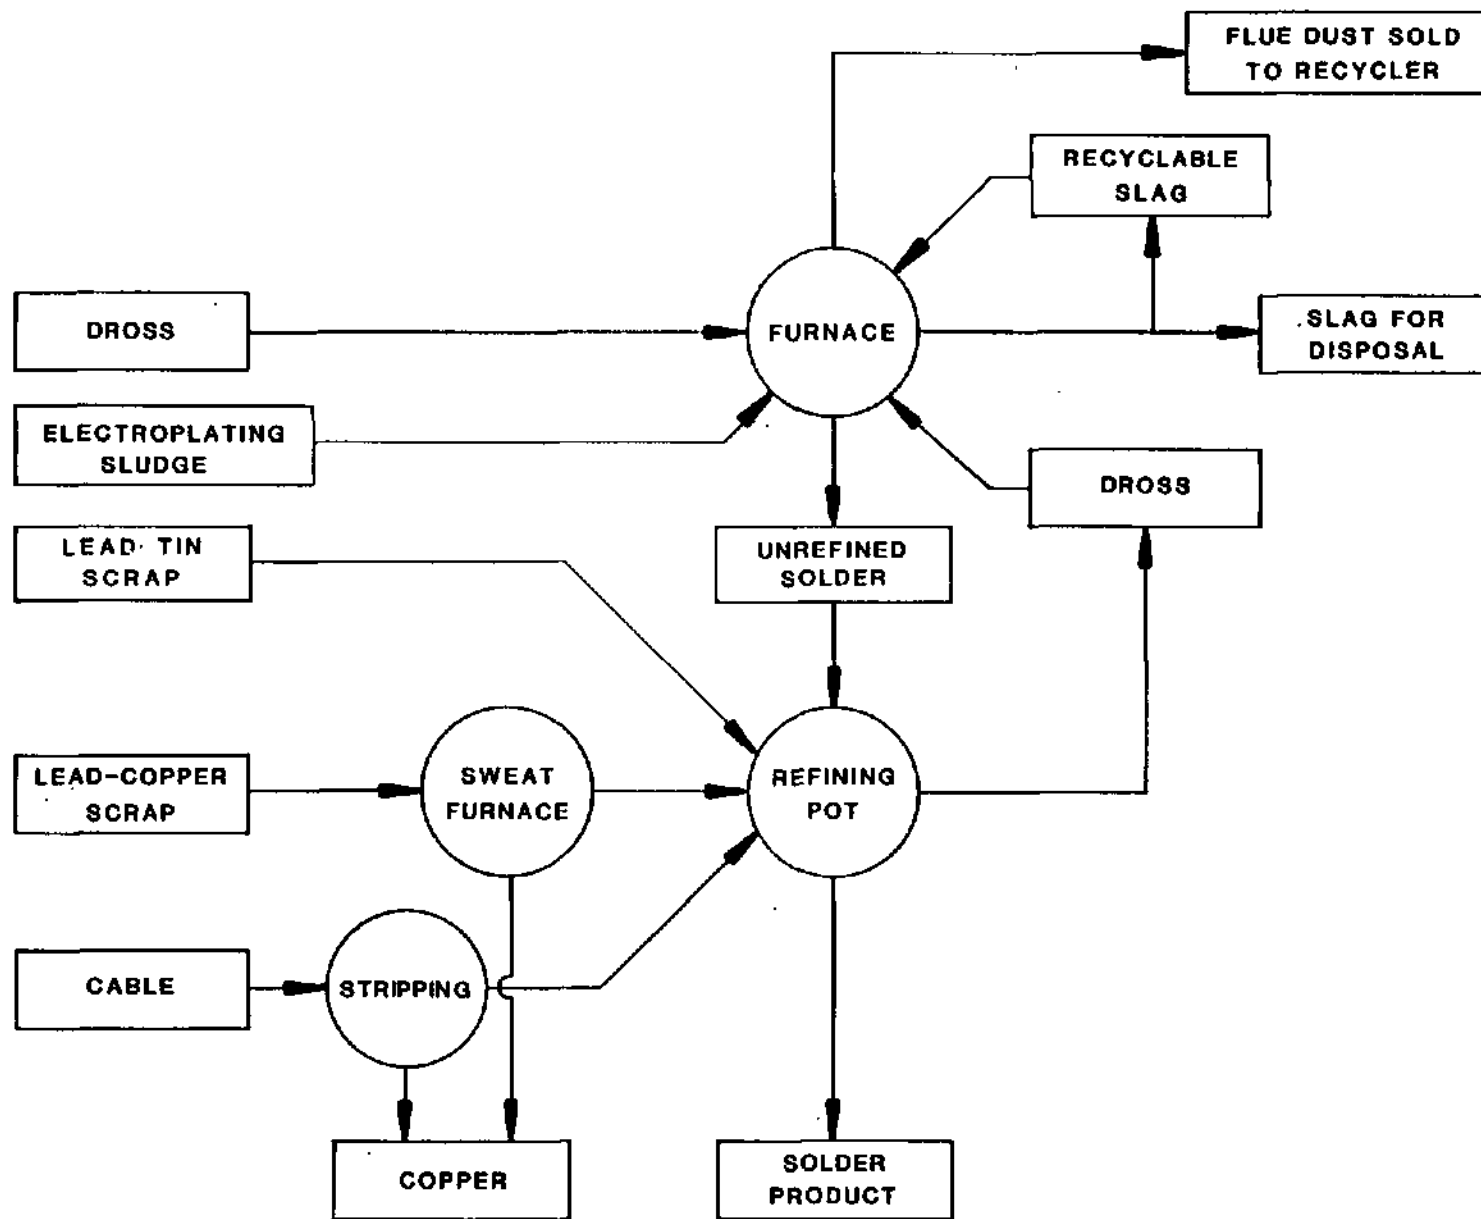 FLUE DUST SOLD
TO RECYCLER
RECYCLABLE
SLAG
DROSS
FURNACE
SLAG FOR
DISPOSAL
ELECTROPLATING
SLUDGE
DROSS
LEAD-TIN
SCRAP
UNREFINED
SOLDER
LEAD-COPPER
SCRAP
SWEAT
FURNACE
REFINING
POT
CABLE
STRIPPING
COPPER
SOLDER
PRODUCT